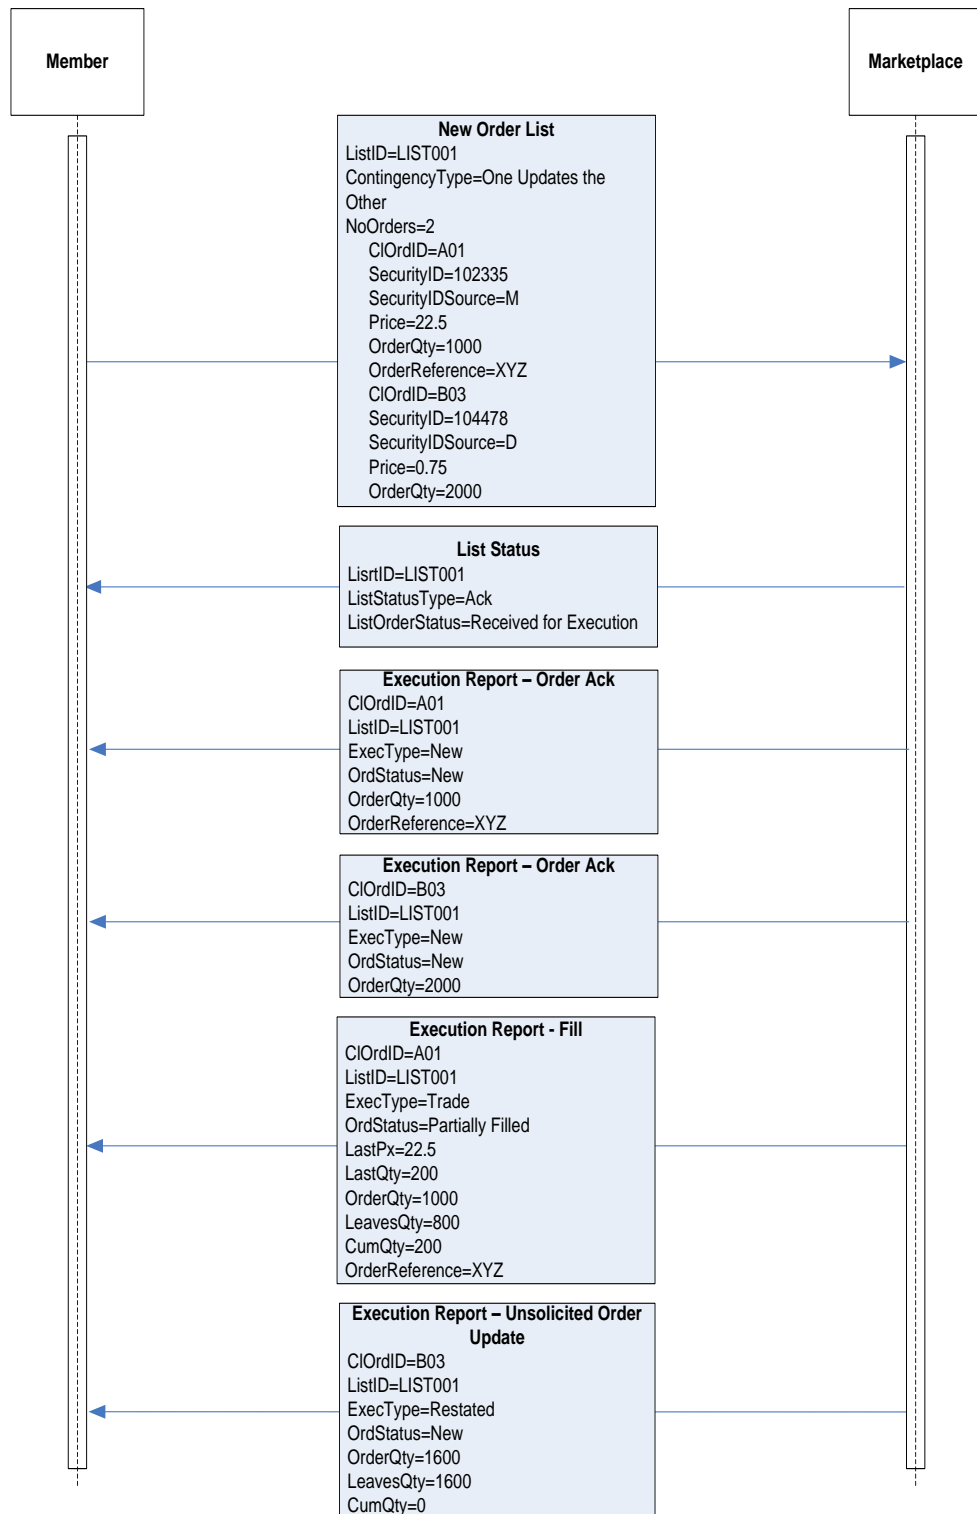 Member
Marketplace
New Order List
ListID=LIST001
ContingencyType=One Updates the
Other
NoOrders=2
ClOrdID=A01
SecurityID=102335
SecurityIDSource=M
Price=22.5
OrderQty=1000
OrderReference=XYZ
ClOrdID=B03
SecurityID=104478
SecurityIDSource=D
Price=0.75
OrderQty=2000
List Status
LisrtID=LIST001
ListStatusType=Ack
ListOrderStatus=Received for Execution
Execution Report – Order Ack
ClOrdID=A01
ListID=LIST001
ExecType=New
OrdStatus=New
OrderQty=1000
OrderReference=XYZ
Execution Report – Order Ack
ClOrdID=B03
ListID=LIST001
ExecType=New
OrdStatus=New
OrderQty=2000
Execution Report - Fill
ClOrdID=A01
ListID=LIST001
ExecType=Trade
OrdStatus=Partially Filled
LastPx=22.5
LastQty=200
OrderQty=1000
LeavesQty=800
CumQty=200
OrderReference=XYZ
Execution Report – Unsolicited Order
Update
ClOrdID=B03
ListID=LIST001
ExecType=Restated
OrdStatus=New
OrderQty=1600
LeavesQty=1600
CumQty=0